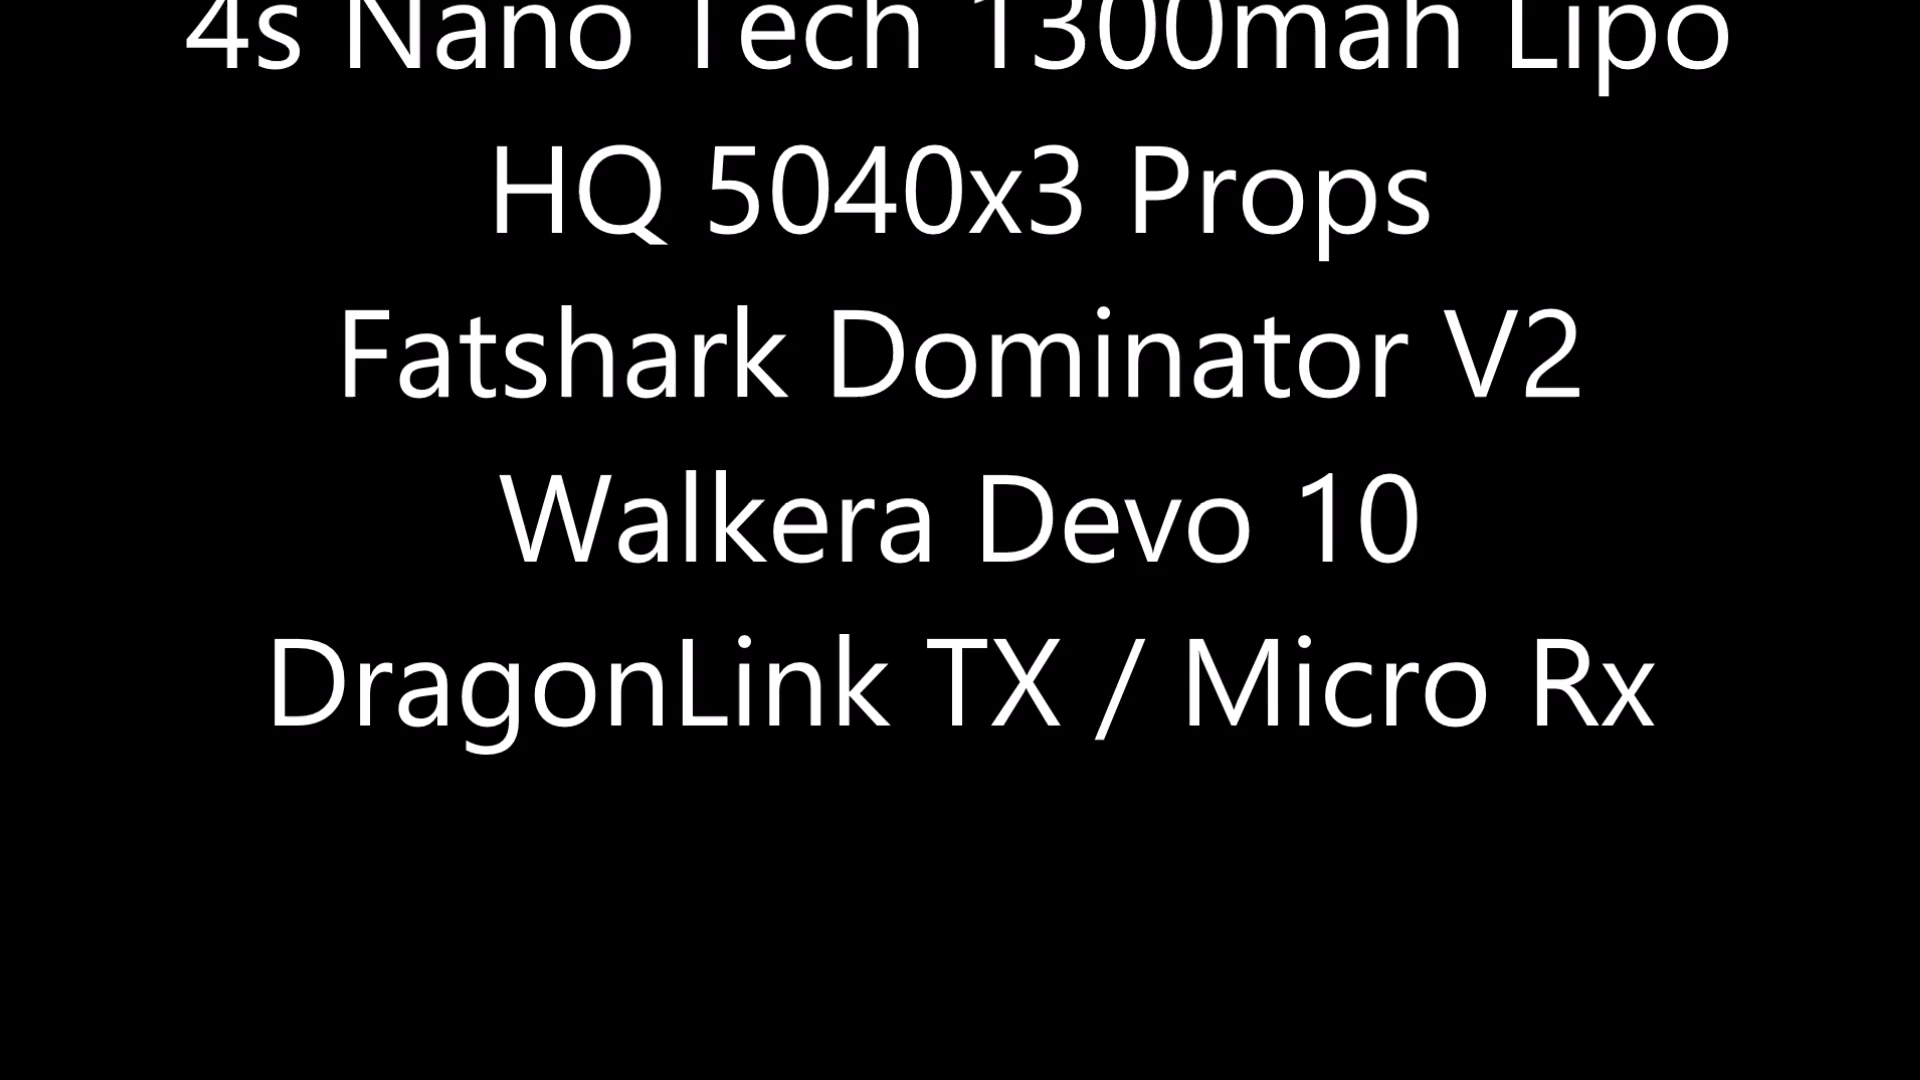 4s Nano Tech 1300mah Lipo
HQ 5040x3 Props
Fatshark Dominator V2
Walkera Devo 10
DragonLink TX / Micro Rx